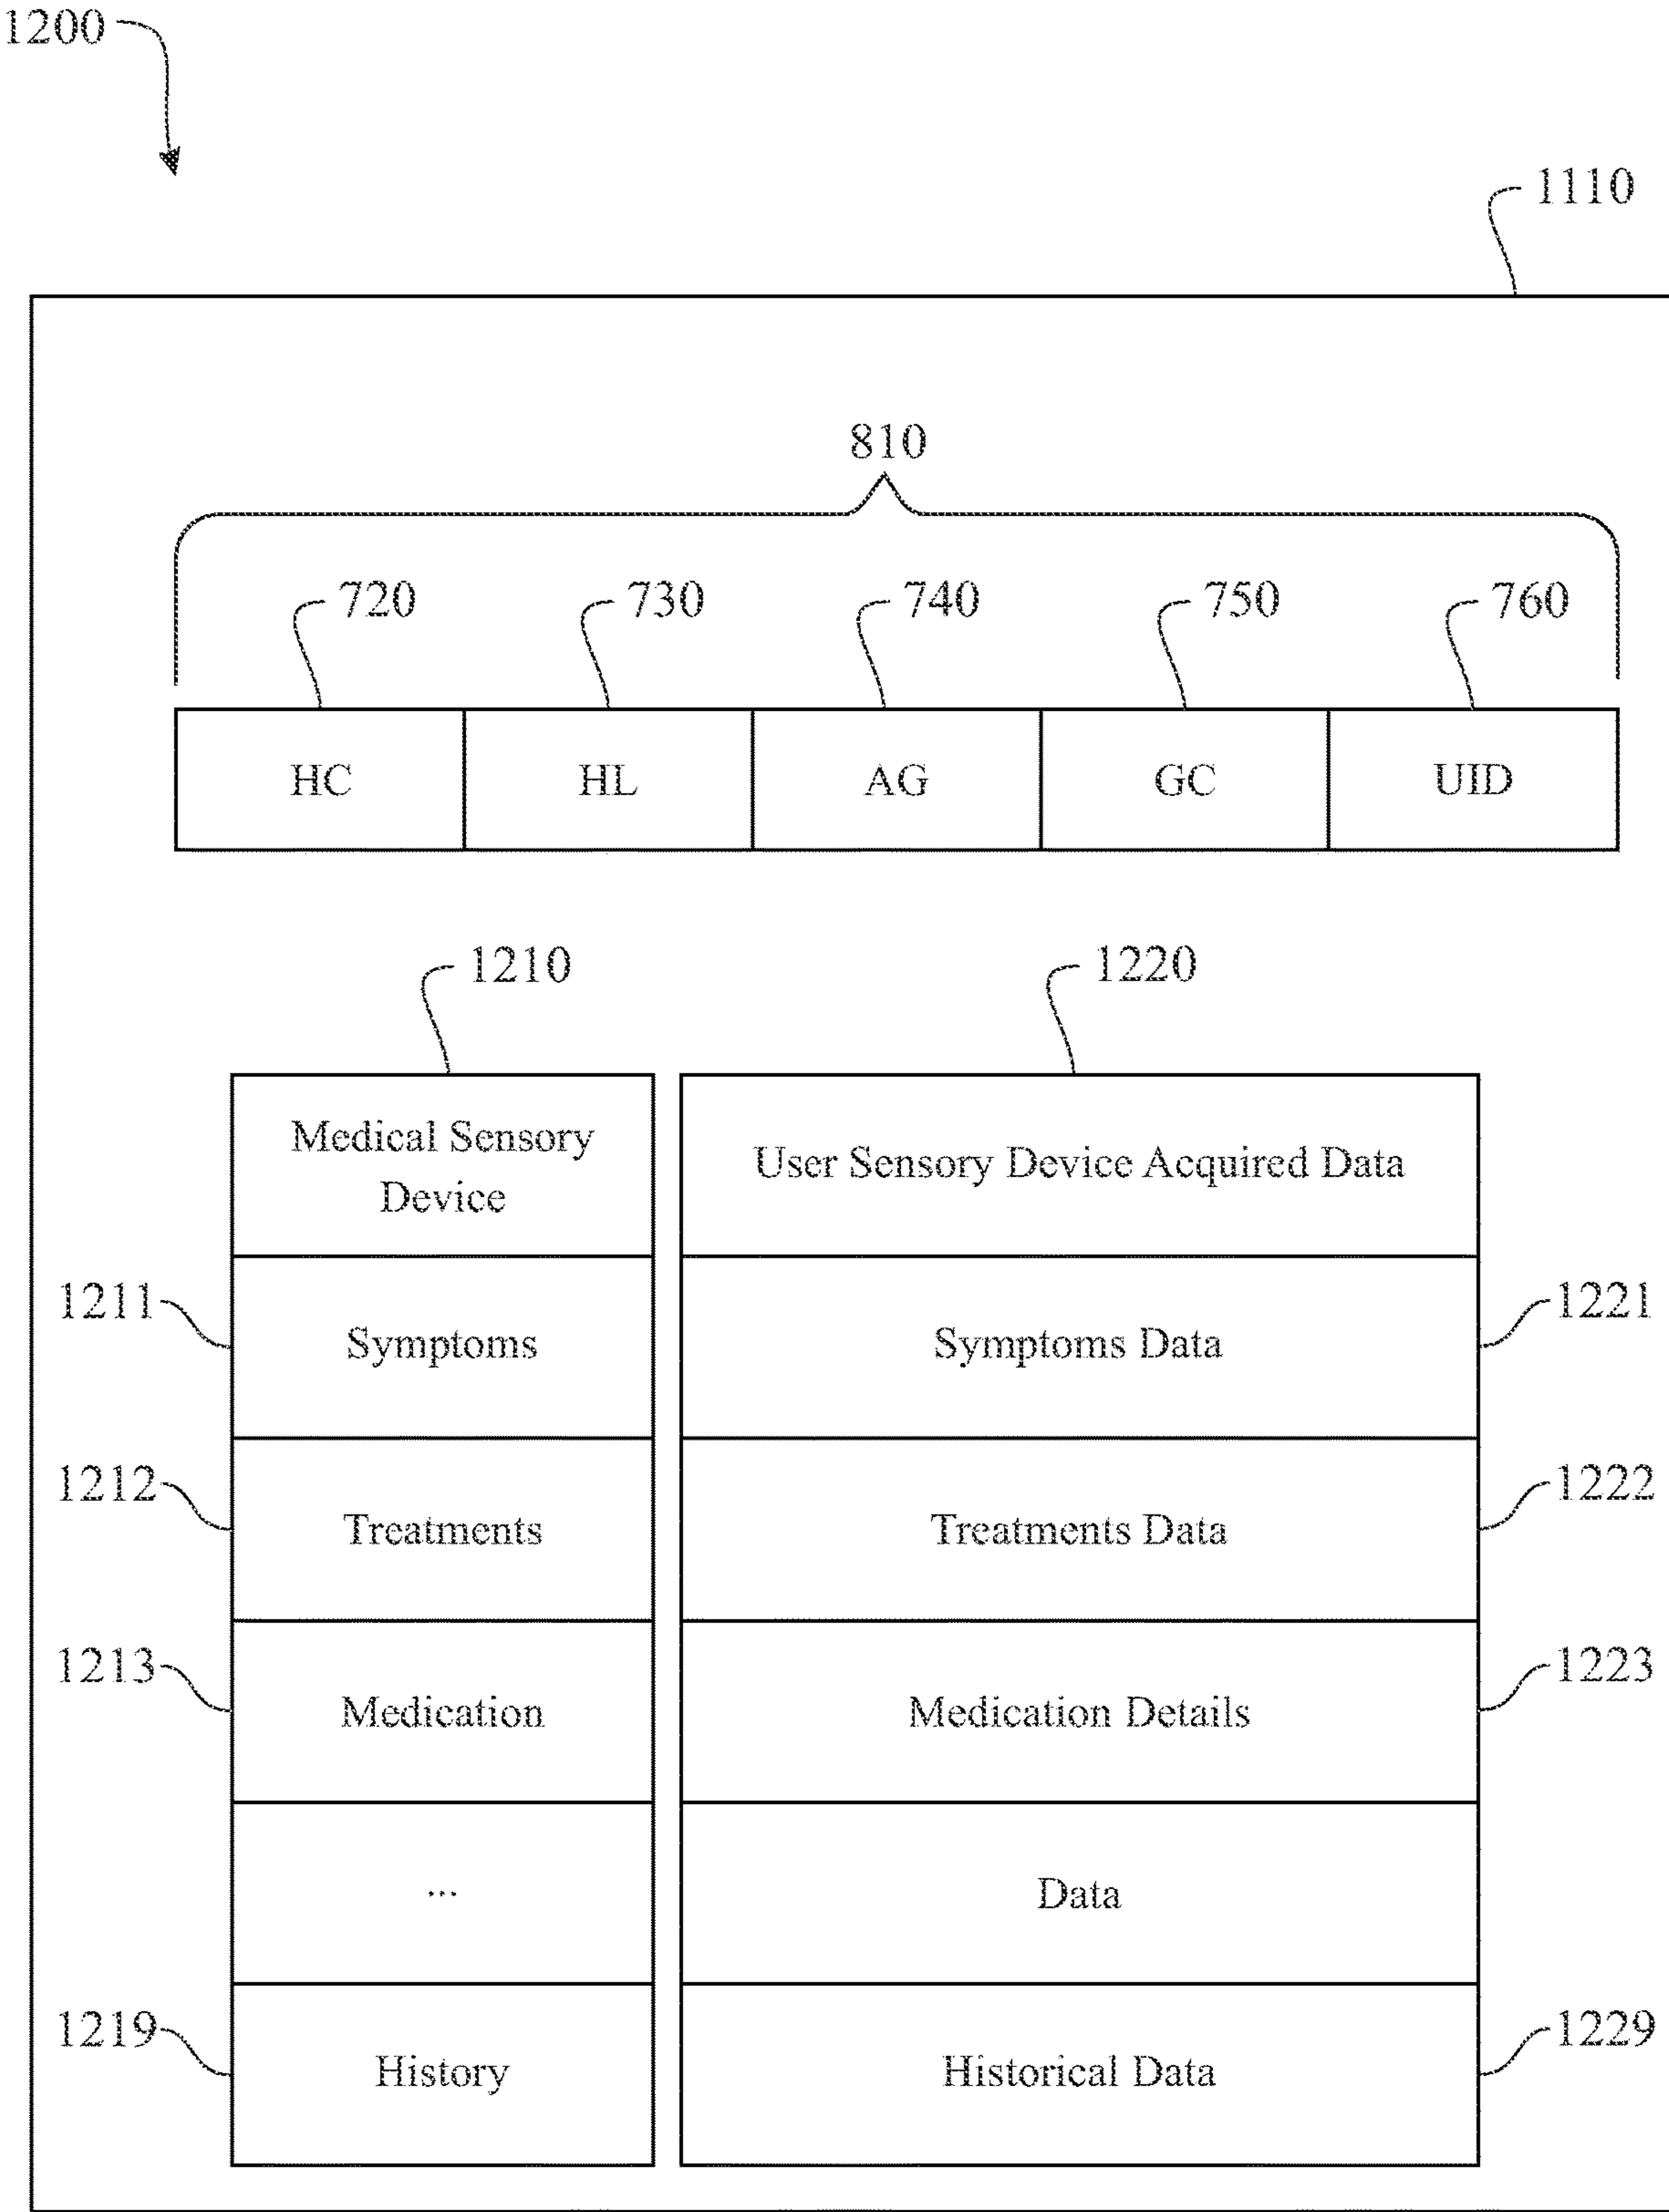 1200
1110
810
720 730 740 750 760
HC HL AG GC UID
1210 1220
Medical Sensory
Device
User Sensory Device Acquired Data
1211 Symptoms Symptoms Data 1221
1212 Treatments Treatments Data 1222
1213 Medication Medication Details 1223
... Data
1219 History Historical Data 1229